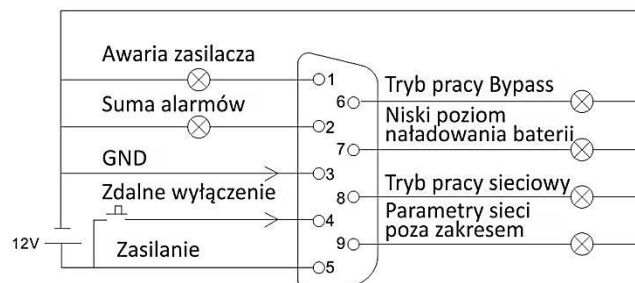 Awaria zasilacza
1
Suma alarmów
2
GND
3
Zdalne wyłączenie
4
12V
Zasilanie
5
6
Tryb pracy Bypass
Niski poziom
naładowania baterii
7
Tryb pracy sieciowy
8
Parametry sieci
poza zakresem
9